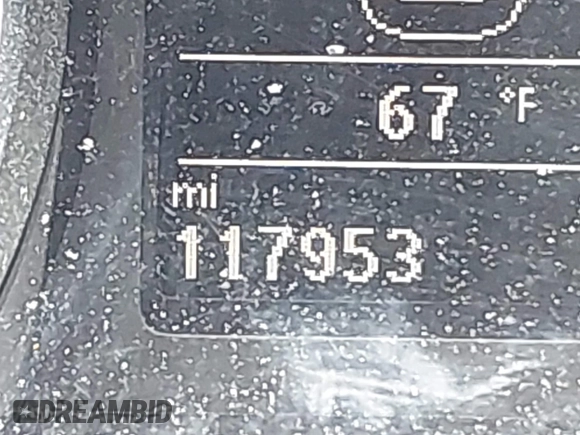 67 °F
mi
117953
DREAMBID